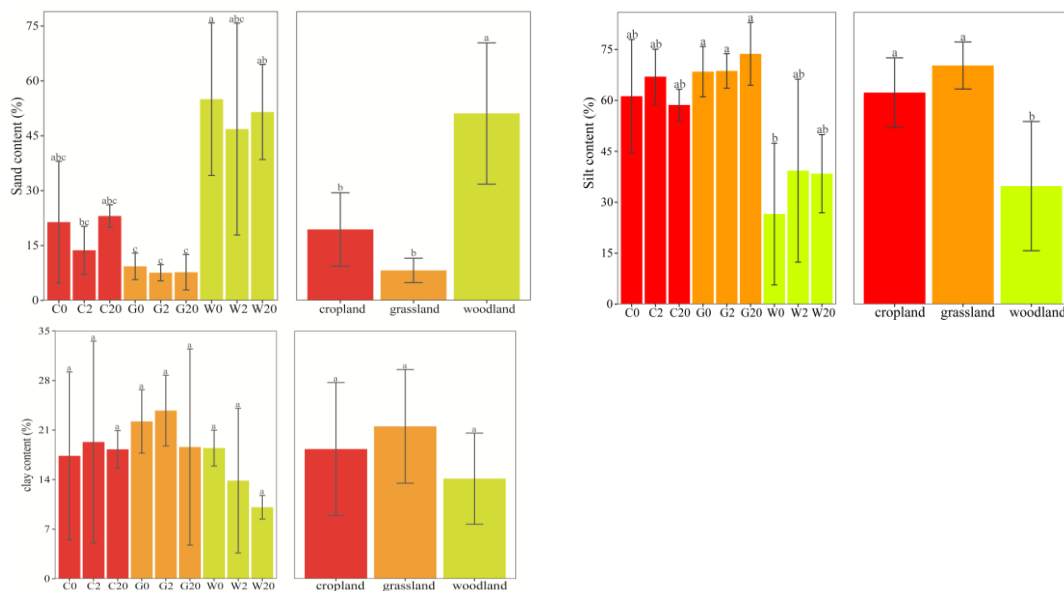 Sand content (%)
75
60
45
30
15
0
abc
bc
abc
c
c
c
a
abc
ab
C0 C2 C20 G0 G2 G20 W0 W2 W20
b
b
a
cropland grassland woodland
Silt content (%)
75
60
45
30
15
0
ab
ab
ab
a
a
a
b
ab
ab
C0 C2 C20 G0 G2 G20 W0 W2 W20
a
a
b
cropland grassland woodland
clay content (%)
35
28
21
14
7
0
a
a
a
a
a
a
a
a
a
C0 C2 C20 G0 G2 G20 W0 W2 W20
a
a
a
cropland grassland woodland